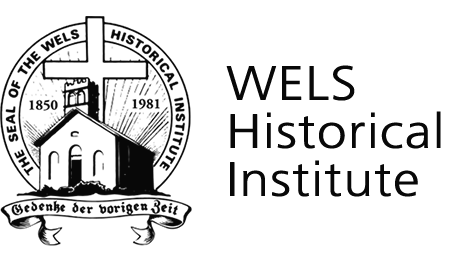 THE SEAL OF THE WELS HISTORICAL INSTITUTE
1850 1981
Gedenke der vorigen Zeit
WELS
Historical
Institute